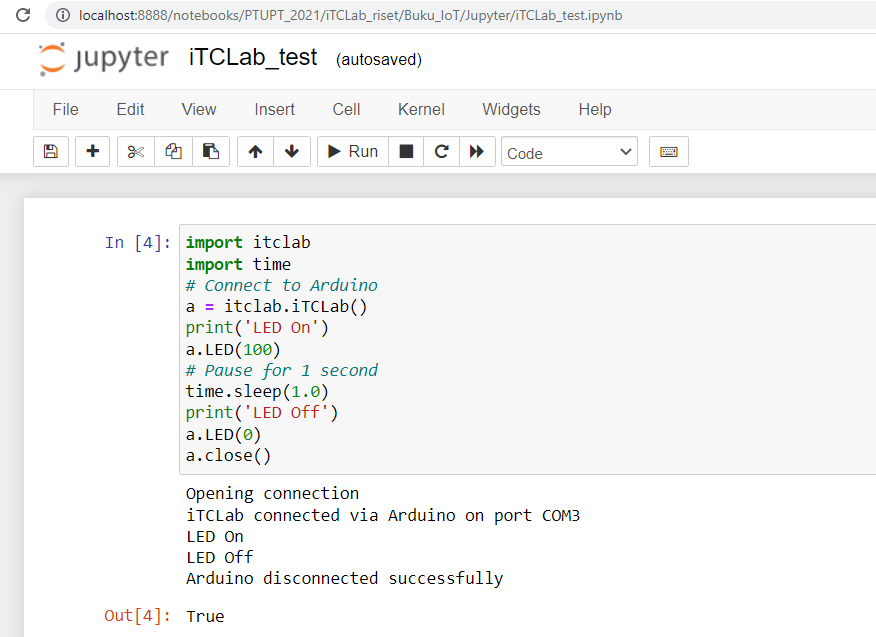 localhost:8888/notebooks/PTUPT_2021/iTCLab_riset/Buku_IoT/Jupyter/iTCLab_test.ipynb
jupyter iTCLab_test (autosaved)
File Edit View Insert Cell Kernel Widgets Help
Run Code
In [4]: import itclab
import time
# Connect to Arduino
a = itclab.iTCLab()
print('LED On')
a.LED(100)
# Pause for 1 second
time.sleep(1.0)
print('LED Off')
a.LED(0)
a.close()
Opening connection
iTCLab connected via Arduino on port COM3
LED On
LED Off
Arduino disconnected successfully
Out[4]: True